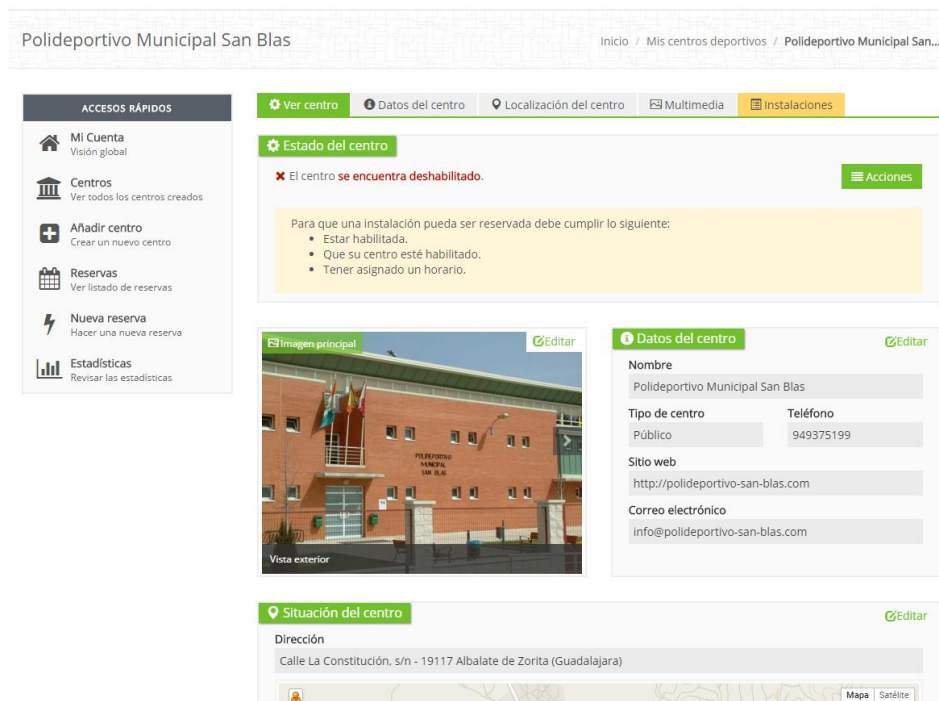 Polideportivo Municipal San Blas
Inicio / Mis centros deportivos / Polideportivo Municipal San...
ACCESOS RÁPIDOS
Mi Cuenta
Visión global
Centros
Ver todos los centros creados
Añadir centro
Crear un nuevo centro
Reservas
Ver listado de reservas
Nueva reserva
Hacer una nueva reserva
Estadísticas
Revisar las estadísticas
Ver centro
Datos del centro
Localización del centro
Multimedia
Instalaciones
Estado del centro
El centro se encuentra deshabilitado.
Acciones
Para que una instalación pueda ser reservada debe cumplir lo siguiente:
• Estar habilitada.
• Que su centro esté habilitado.
• Tener asignado un horario.
Imagen principal
Editar
POLIDEPORTIVO
MUNICIPAL
SAN BLAS
Vista exterior
Datos del centro
Editar
Nombre
Polideportivo Municipal San Blas
Tipo de centro
Teléfono
Público
949375199
Sitio web
http://polideportivo-san-blas.com
Correo electrónico
info@polideportivo-san-blas.com
Situación del centro
Editar
Dirección
Calle La Constitución, s/n - 19117 Albalate de Zorita (Guadalajara)
Mapa
Satélite